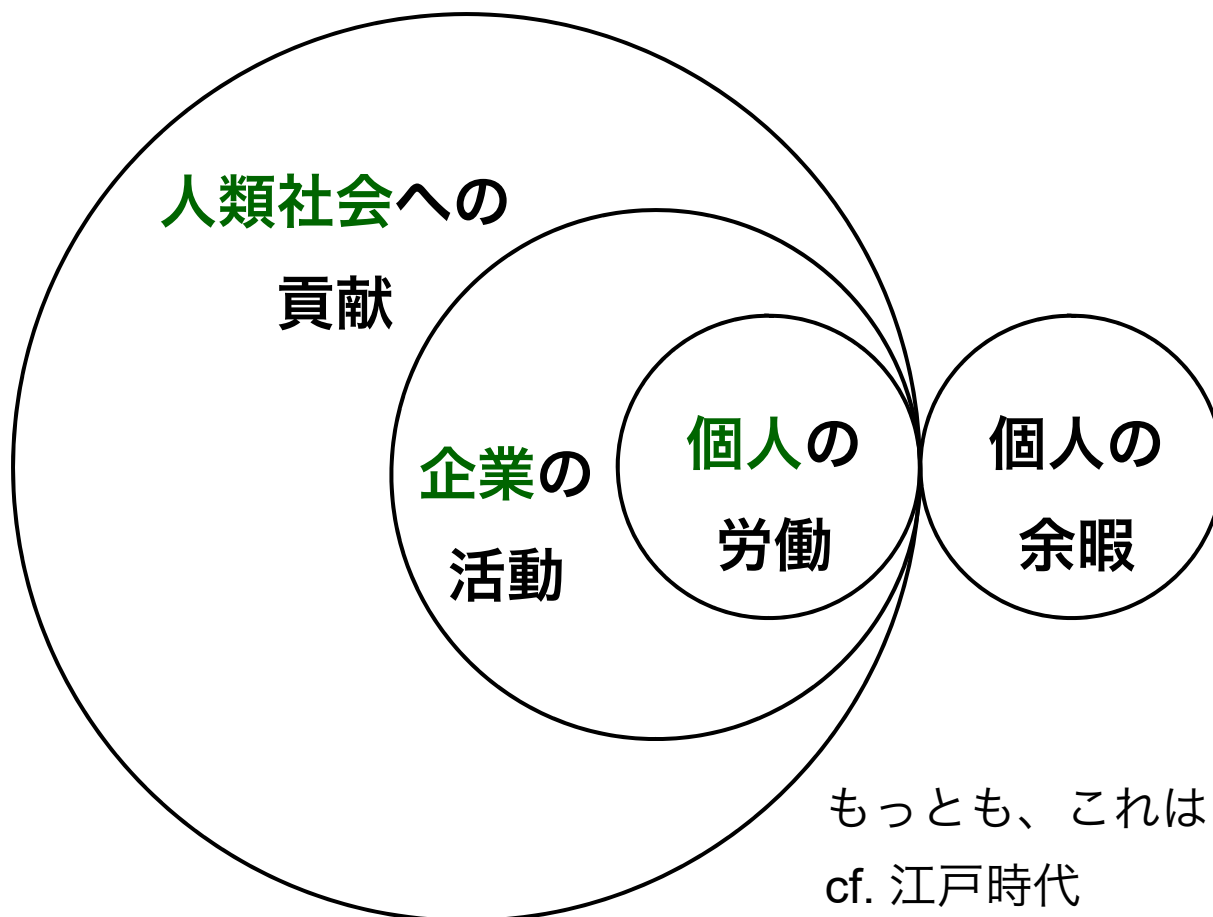 人類社会への
貢献
企業の
活動
個人の
労働
個人の
余暇
もっとも、これは
cf. 江戸時代